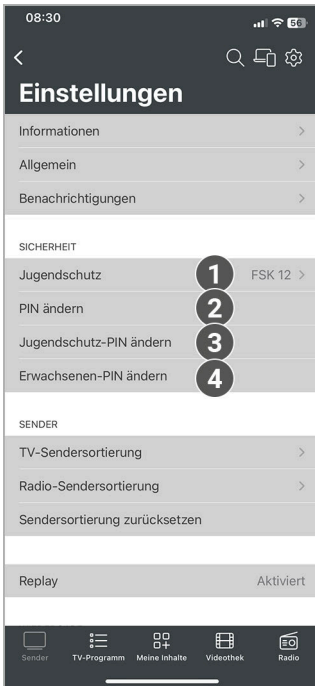 08:30
56
Einstellungen
Informationen
Allgemein
Benachrichtigungen
SICHERHEIT
Jugendschutz 1 FSK 12
PIN ändern 2
Jugendschutz-PIN ändern 3
Erwachsenen-PIN ändern 4
SENDER
TV-Sendersortierung
Radio-Sendersortierung
Sendersortierung zurücksetzen
Replay Aktiviert
Sender TV-Programm Meine Inhalte Videothek Radio